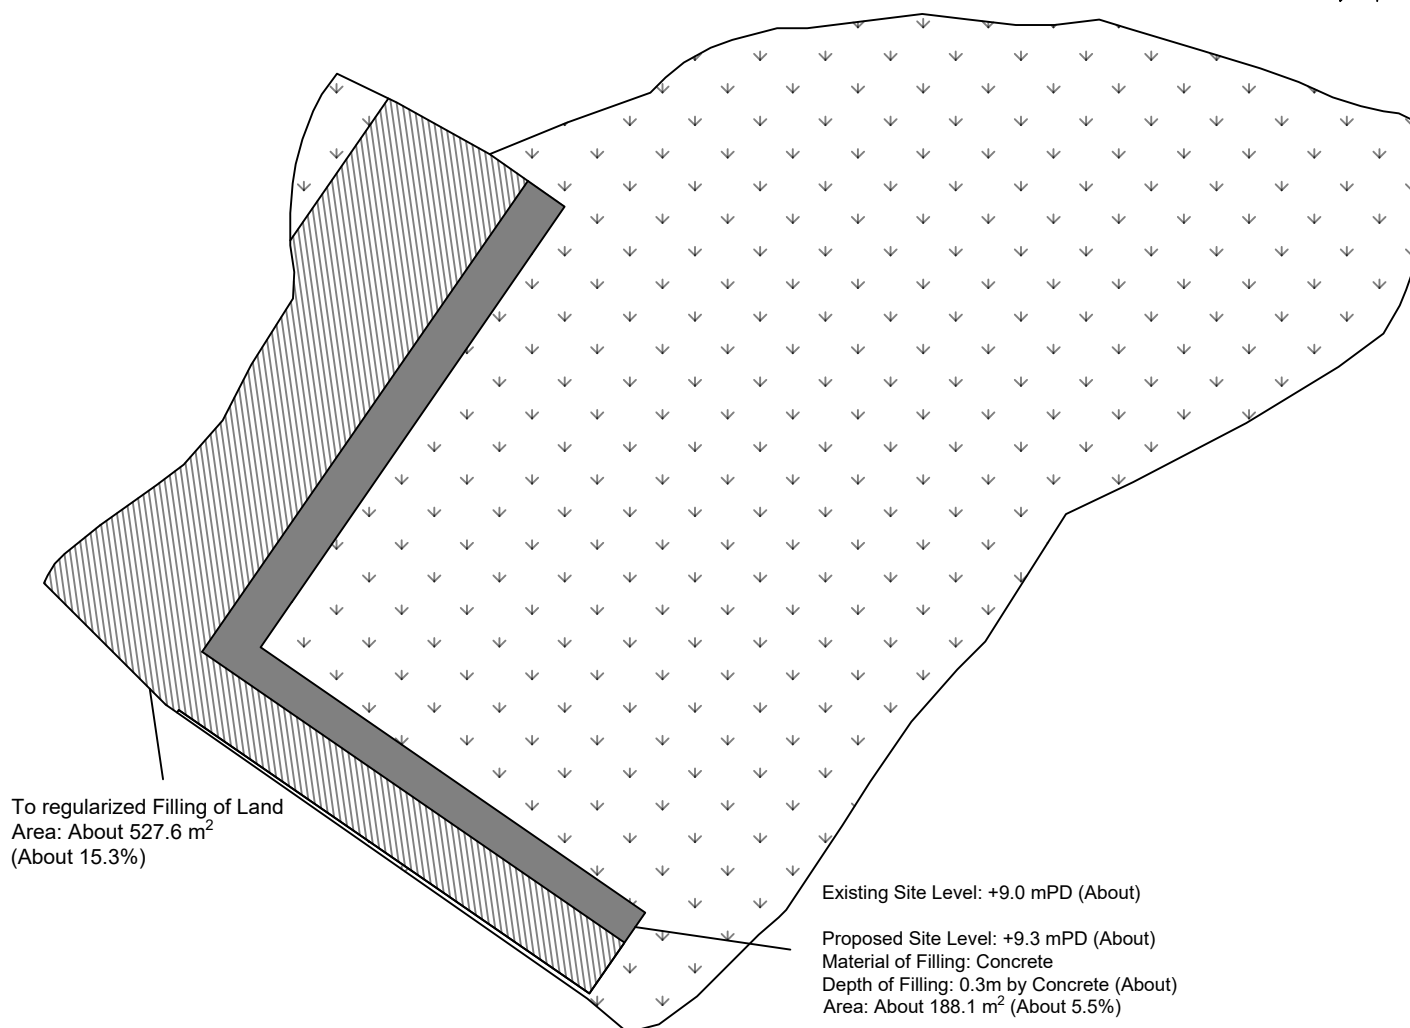 To regularized Filling of Land
Area: About 527.6 m²
(About 15.3%)
Existing Site Level: +9.0 mPD (About)
Proposed Site Level: +9.3 mPD (About)
Material of Filling: Concrete
Depth of Filling: 0.3m by Concrete (About)
Area: About 188.1 m² (About 5.5%)